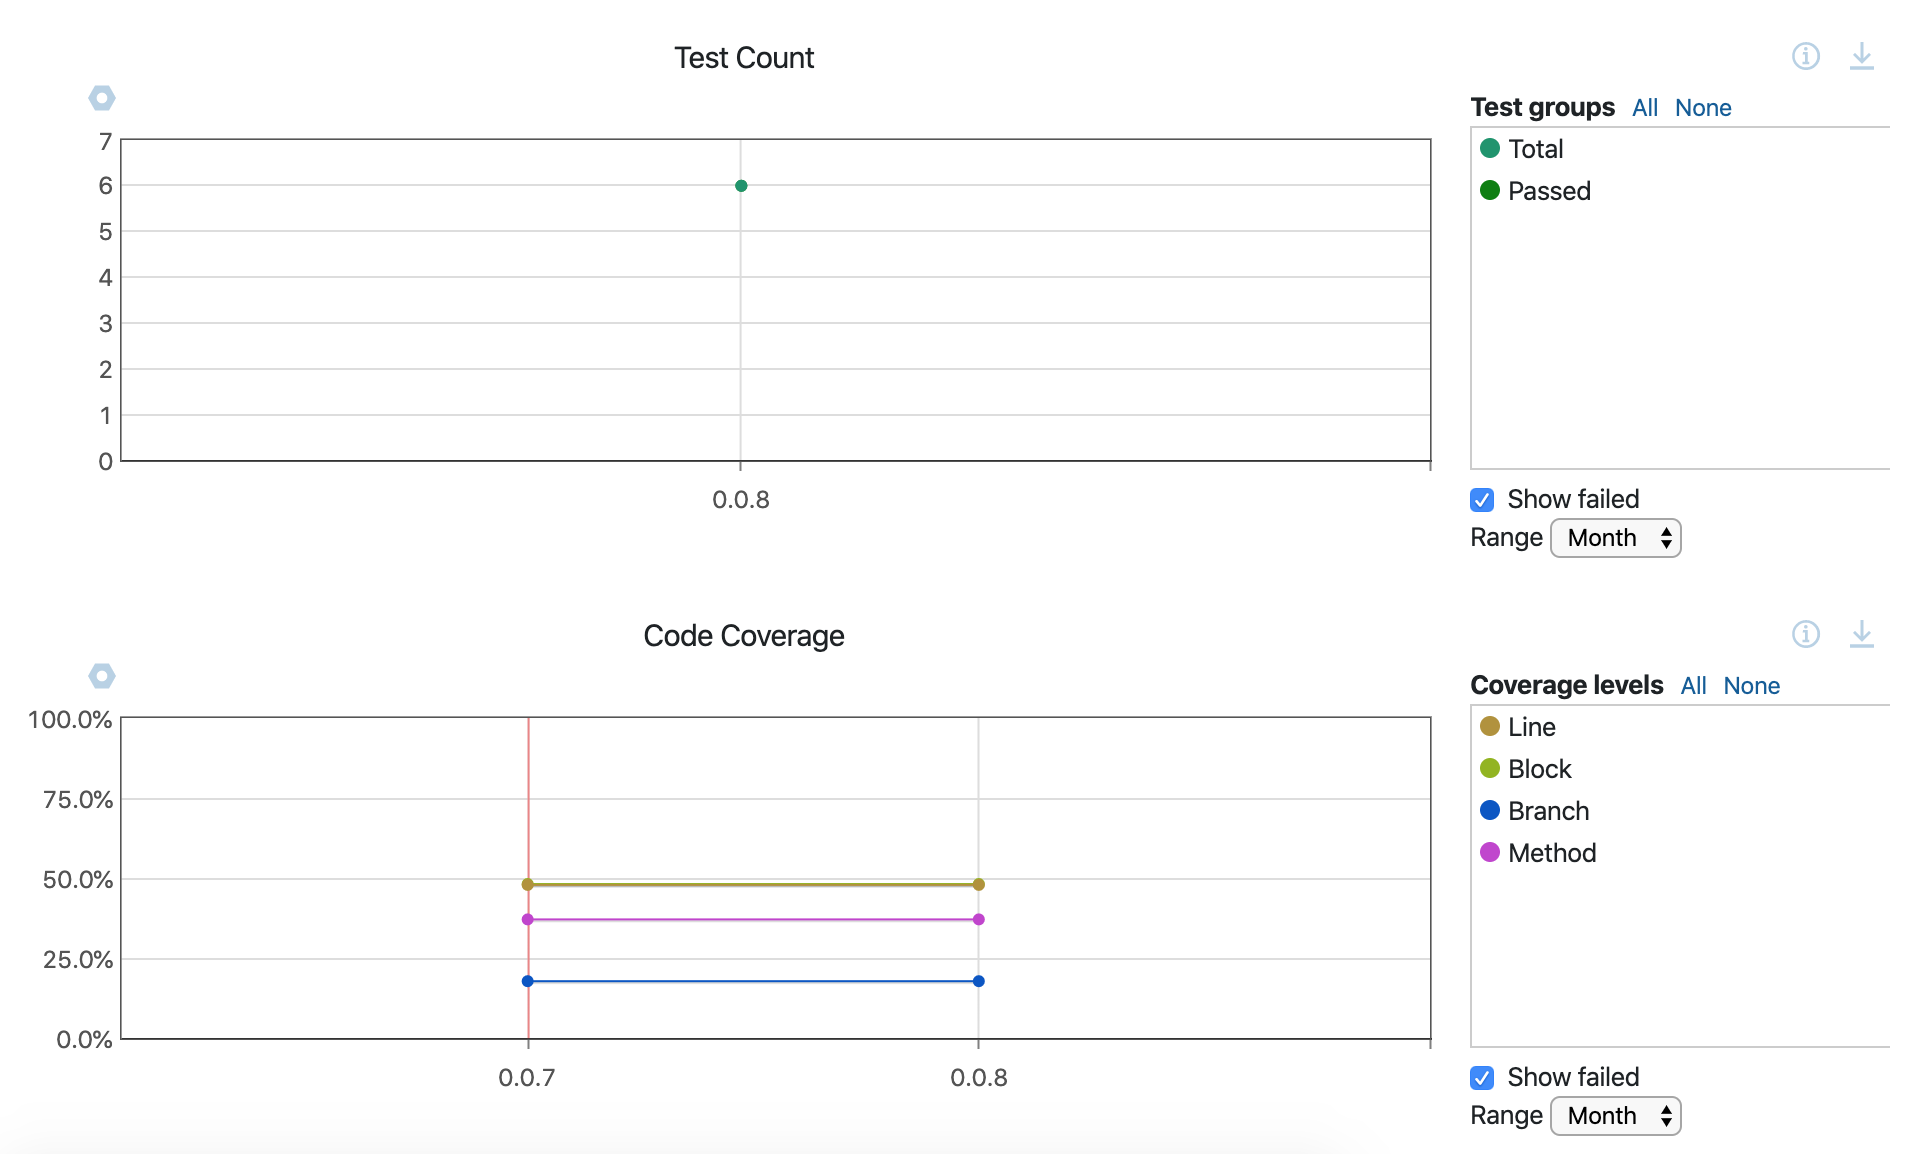 Test Count
Test groups All None
7
6
5
4
3
2
1
0
0.0.8
Total
Passed
Show failed
Range Month
Code Coverage
Coverage levels All None
100.0%
75.0%
50.0%
25.0%
0.0%
0.0.7 0.0.8
Line
Block
Branch
Method
Show failed
Range Month